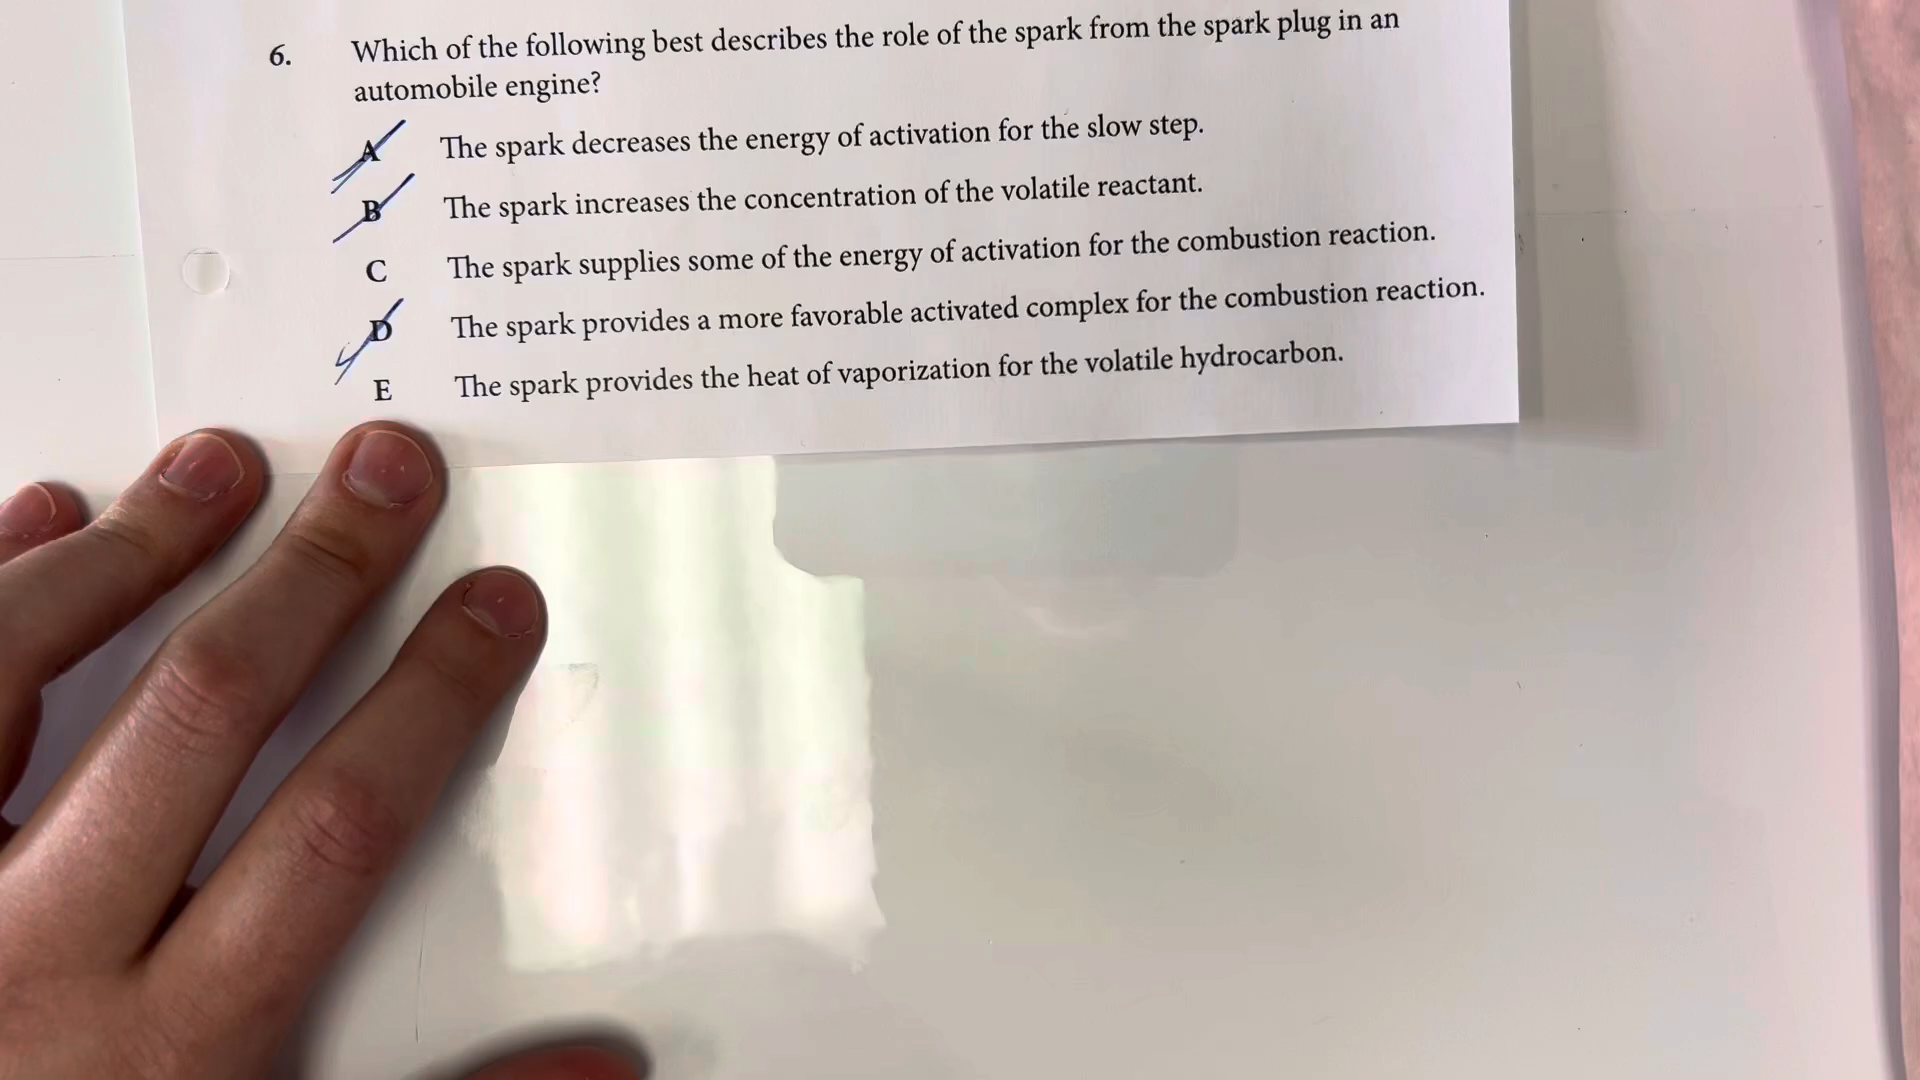 6. Which of the following best describes the role of the spark from the spark plug in an
automobile engine?
A The spark decreases the energy of activation for the slow step.
B The spark increases the concentration of the volatile reactant.
C The spark supplies some of the energy of activation for the combustion reaction.
D The spark provides a more favorable activated complex for the combustion reaction.
E The spark provides the heat of vaporization for the volatile hydrocarbon.